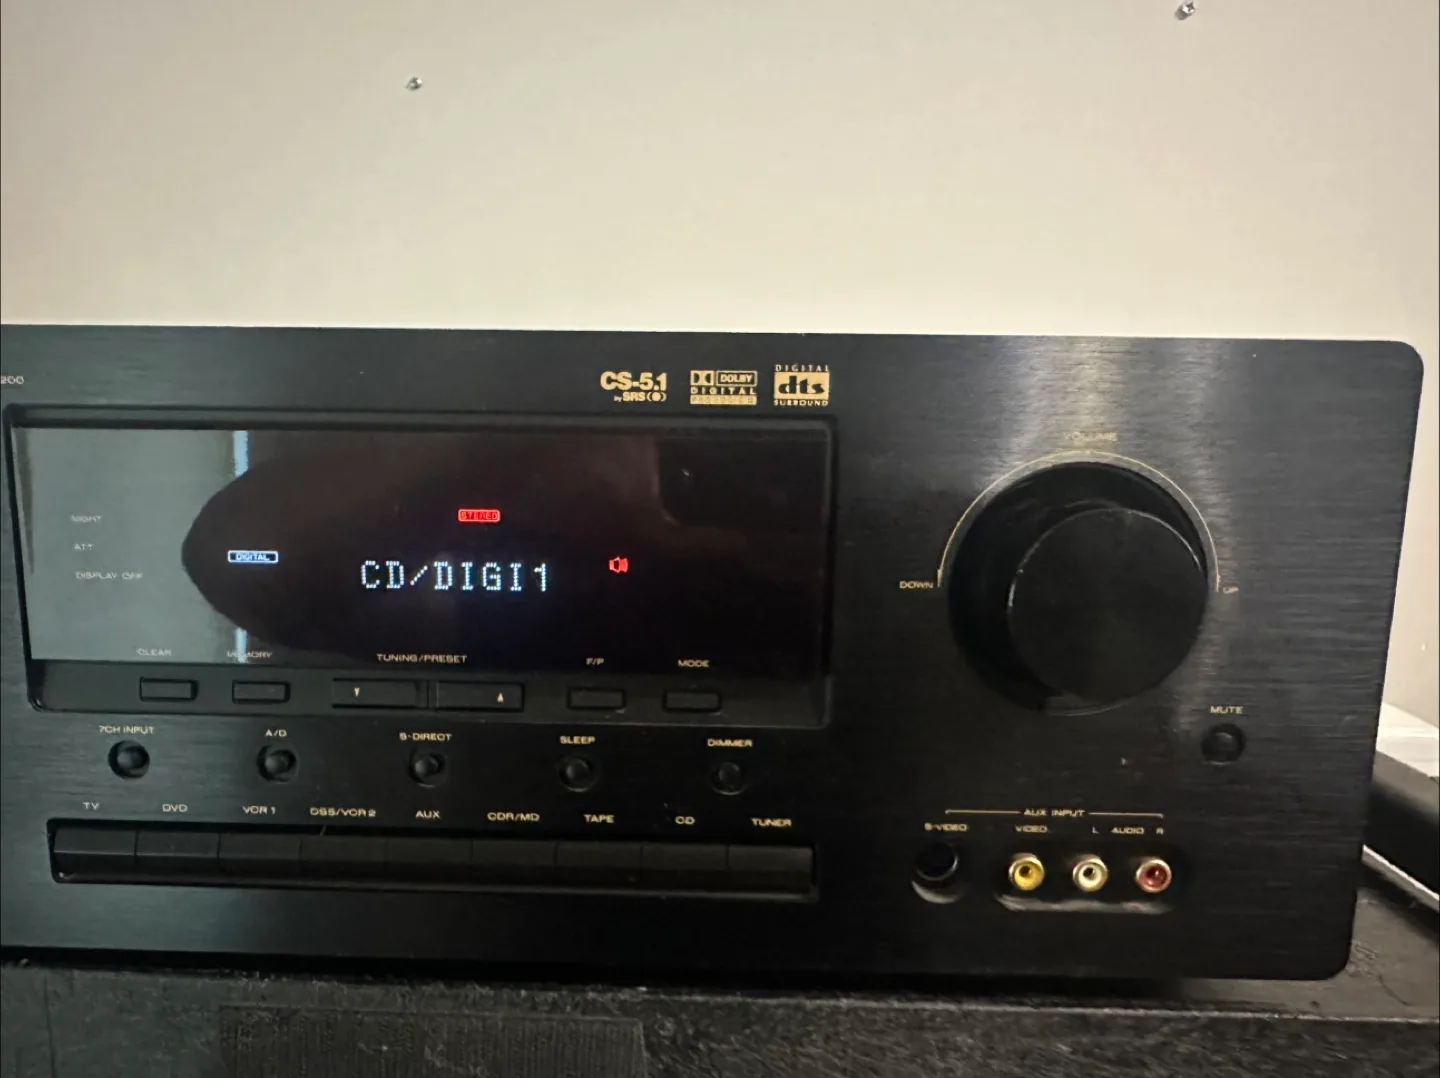 200
CS-5.1
by SRS
DOLBY
DIGITAL
DIGITAL
dts
SURROUND
VOLUME
DOWN
UP
NIGHT
ATT
DISPLAY OFF
STEREO
DIGITAL
CD/DIGI1
CLEAR
MEMORY
TUNING/PRESET
F/P
MODE
7CH INPUT
A/D
S-DIRECT
SLEEP
DIMMER
MUTE
TV
DVD
VCR 1
DSS/VCR 2
AUX
CDR/MD
TAPE
CD
TUNER
AUX INPUT
S-VIDEO
VIDEO
L AUDIO R